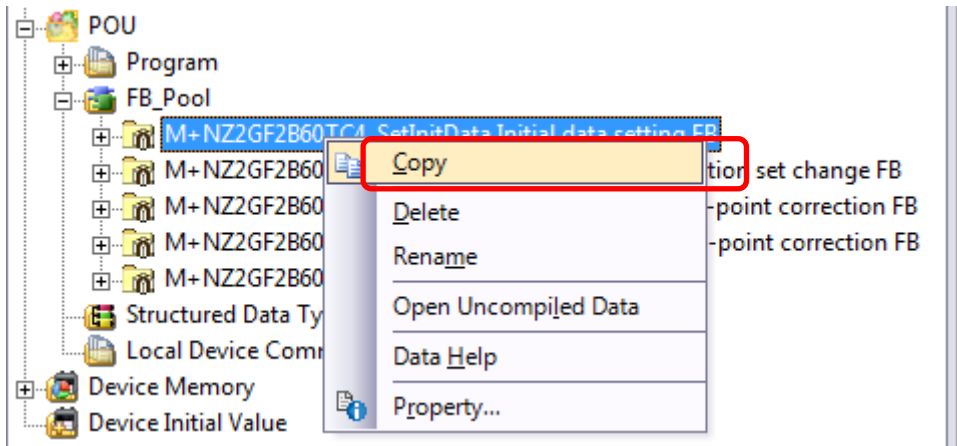 POU
Program
FB_Pool
M+NZ2GF2B60TC4_SetInitData Initial data setting FB
M+NZ2GF2B60 tion set change FB
M+NZ2GF2B60 -point correction FB
M+NZ2GF2B60 -point correction FB
M+NZ2GF2B60
Structured Data Ty
Local Device Comr
Device Memory
Device Initial Value
Copy
Delete
Rename
Open Uncompiled Data
Data Help
Property...